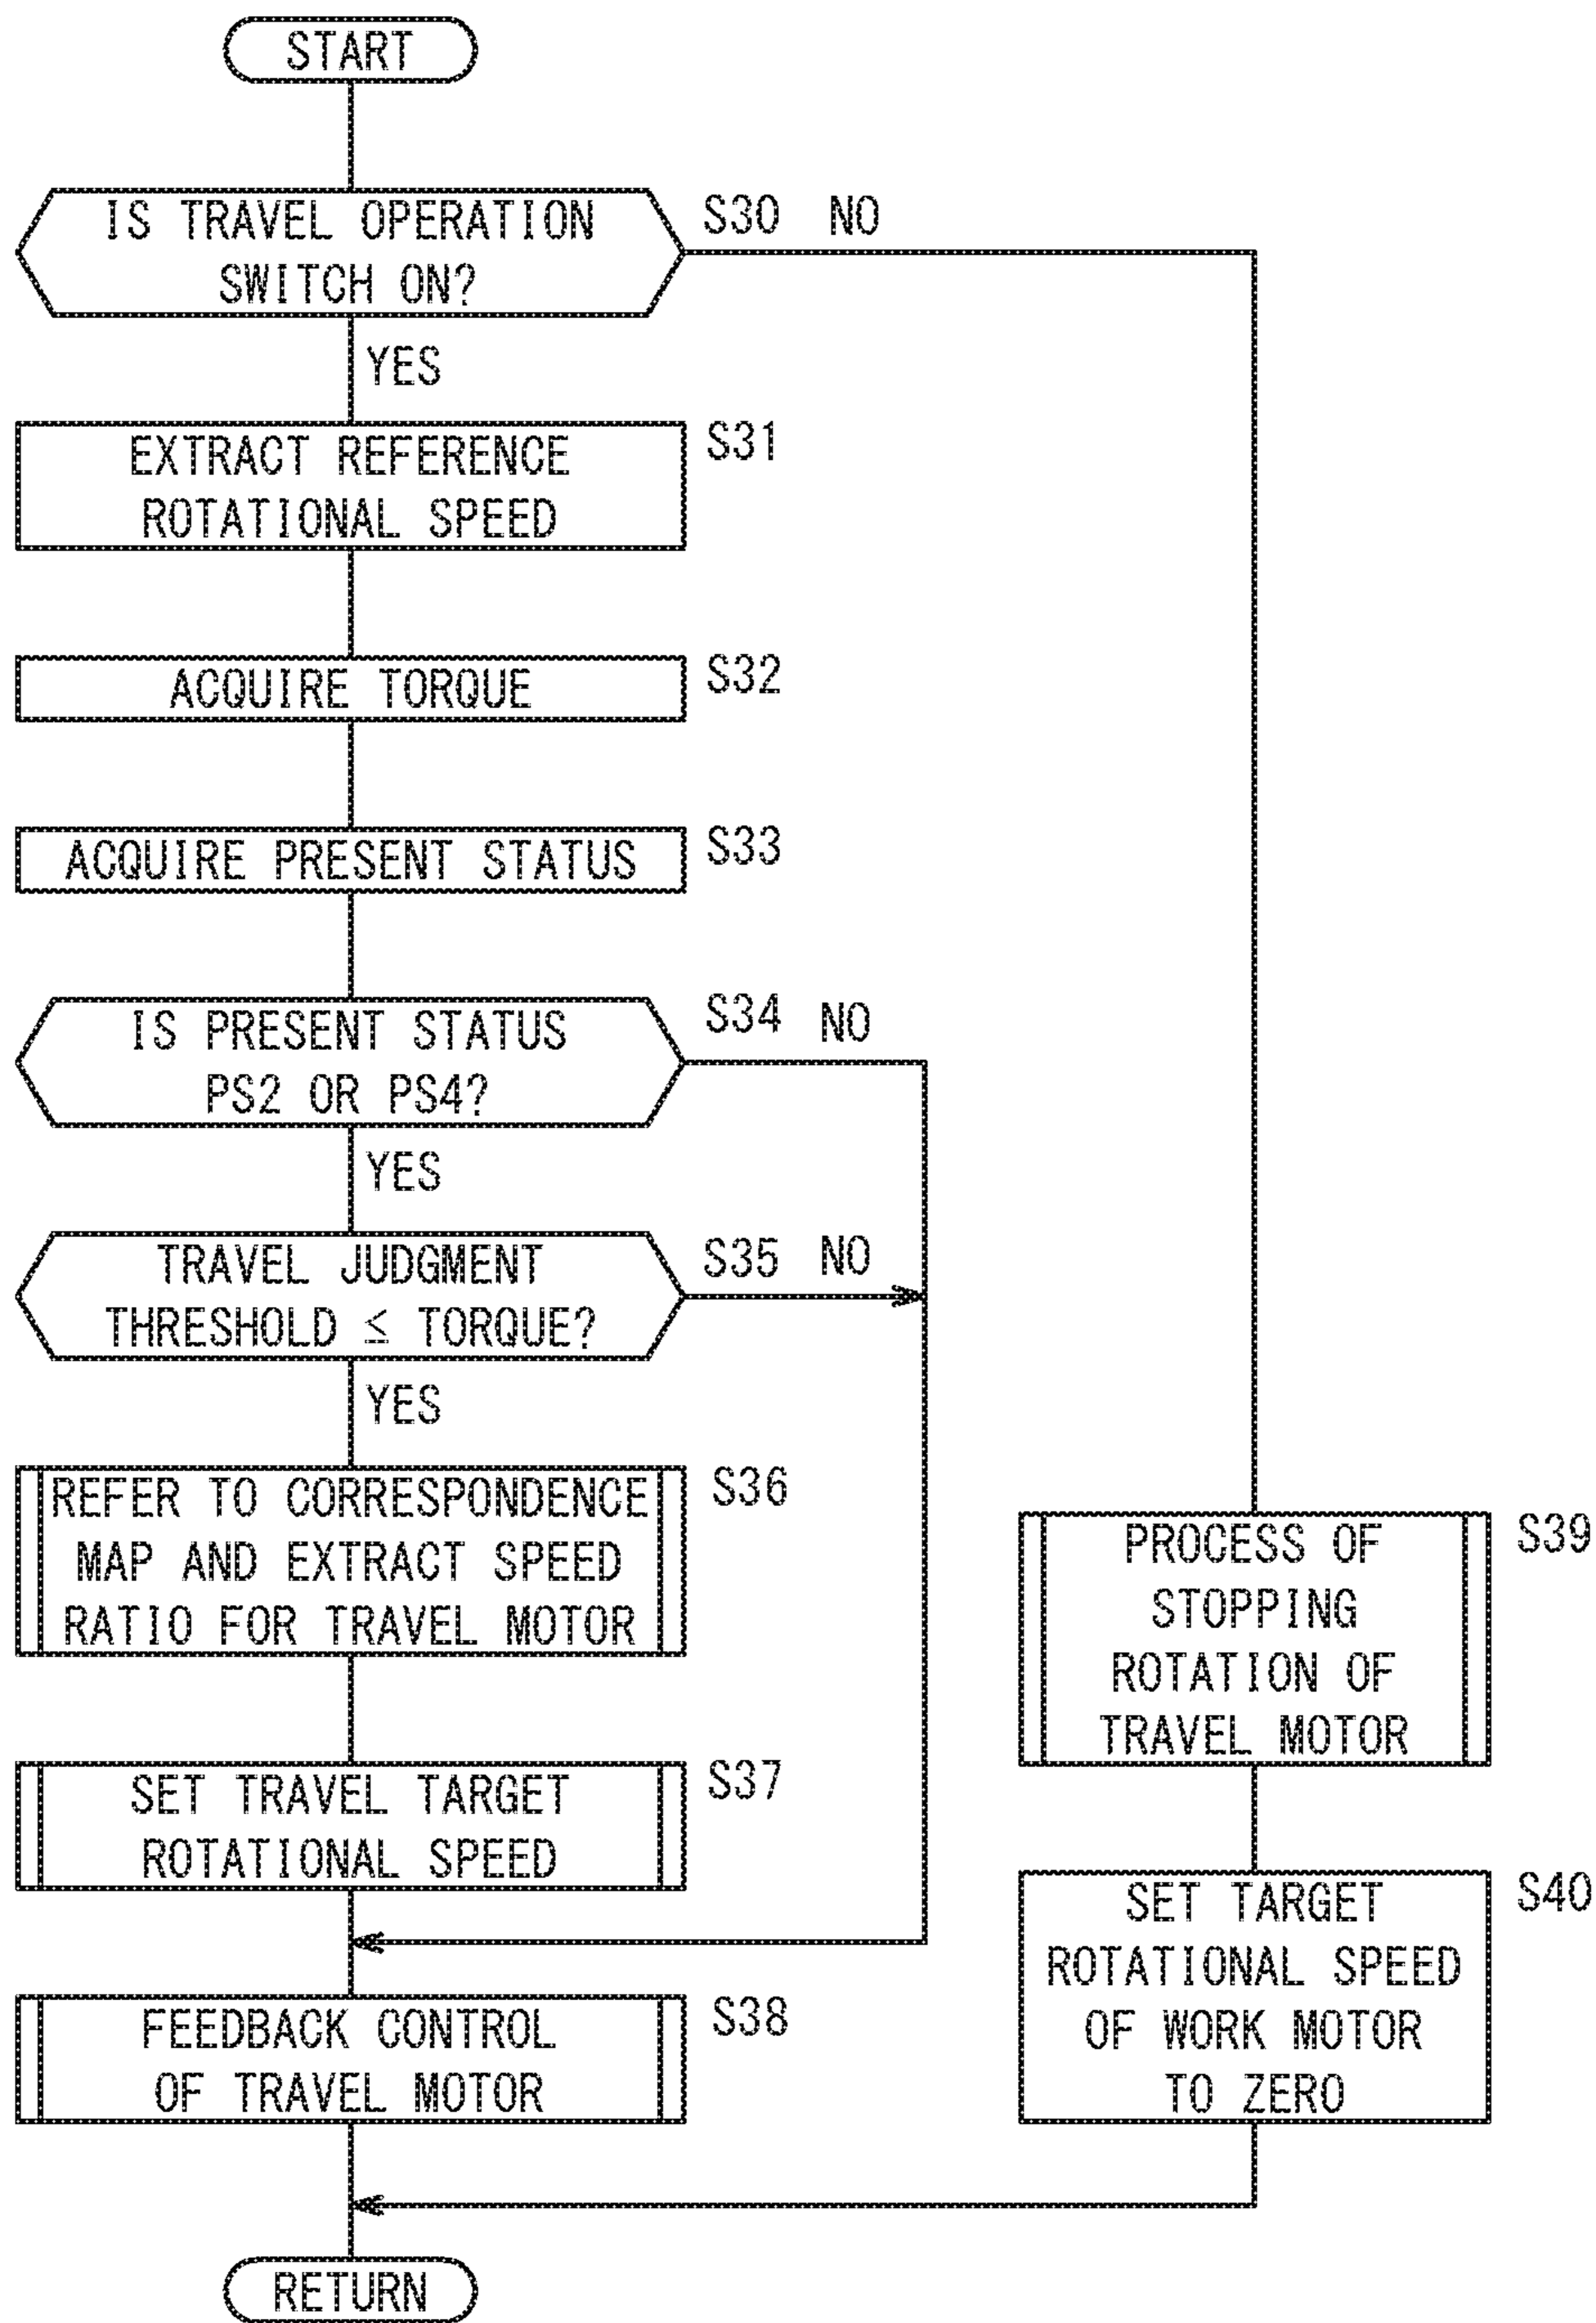 START
IS TRAVEL OPERATION
SWITCH ON?
S30 NO
YES
EXTRACT REFERENCE
ROTATIONAL SPEED
S31
ACQUIRE TORQUE
S32
ACQUIRE PRESENT STATUS
S33
IS PRESENT STATUS
PS2 OR PS4?
S34 NO
YES
TRAVEL JUDGMENT
THRESHOLD ≤ TORQUE?
S35 NO
YES
REFER TO CORRESPONDENCE
MAP AND EXTRACT SPEED
RATIO FOR TRAVEL MOTOR
S36
SET TRAVEL TARGET
ROTATIONAL SPEED
S37
FEEDBACK CONTROL
OF TRAVEL MOTOR
S38
PROCESS OF
STOPPING
ROTATION OF
TRAVEL MOTOR
S39
SET TARGET
ROTATIONAL SPEED
OF WORK MOTOR
TO ZERO
S40
RETURN